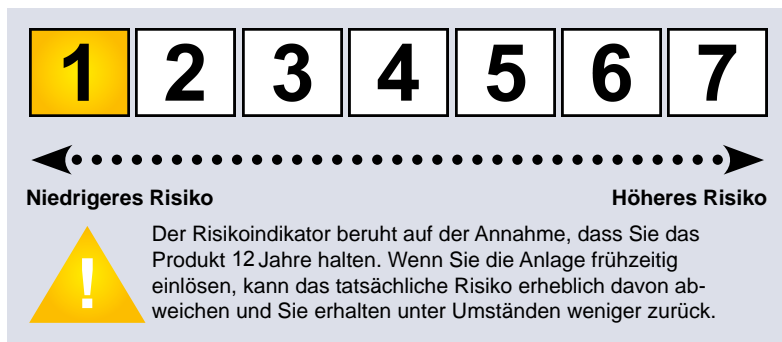 1 2 3 4 5 6 7
Niedrigeres Risiko Höheres Risiko
! Der Risikoindikator beruht auf der Annahme, dass Sie das
Produkt 12 Jahre halten. Wenn Sie die Anlage frühzeitig
einlösen, kann das tatsächliche Risiko erheblich davon ab-
weichen und Sie erhalten unter Umständen weniger zurück.